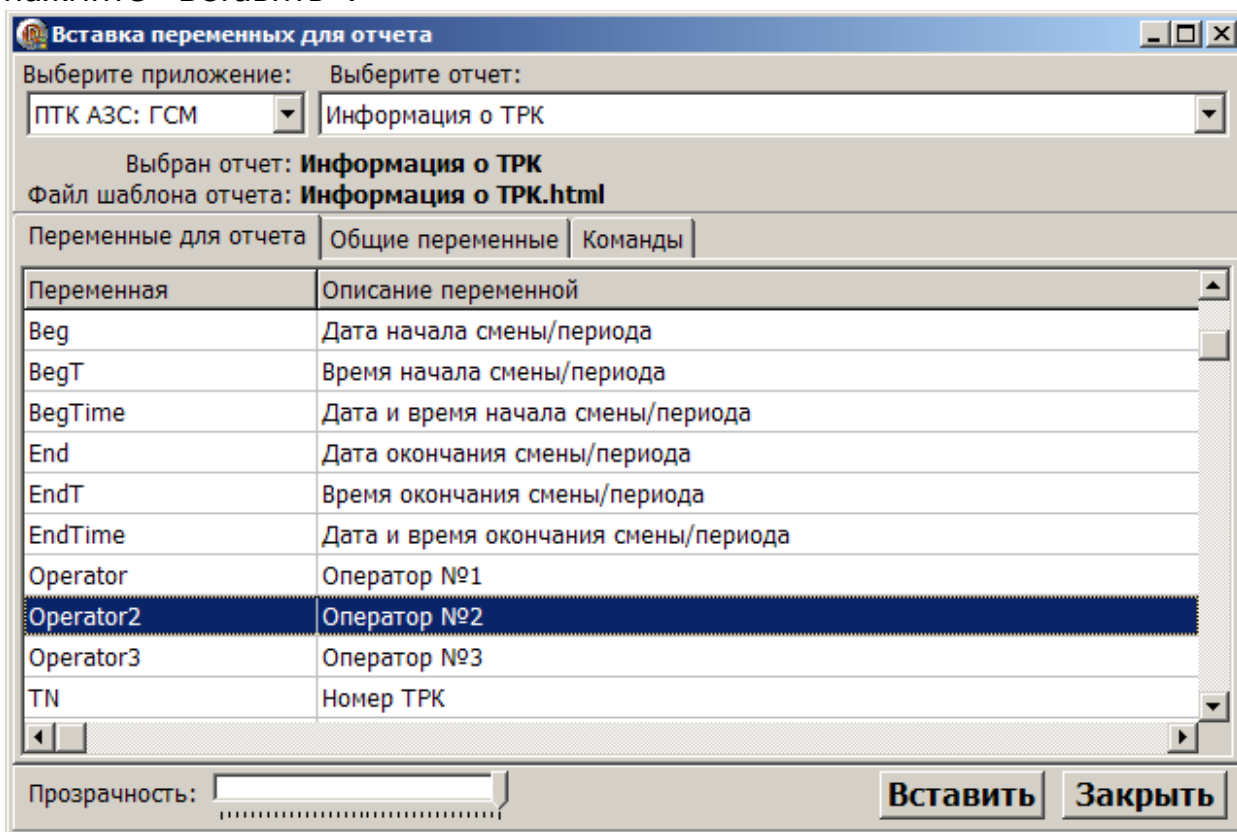 нажмите "Вставить".
Вставка переменных для отчета
Выберите приложение: Выберите отчет:
ПТК АЗС: ГСМ Информация о ТРК
Выбран отчет: Информация о ТРК
Файл шаблона отчета: Информация о ТРК.html
Переменные для отчета Общие переменные Команды
Переменная Описание переменной
Beg Дата начала смены/периода
BegT Время начала смены/периода
BegTime Дата и время начала смены/периода
End Дата окончания смены/периода
EndT Время окончания смены/периода
EndTime Дата и время окончания смены/периода
Operator Оператор №1
Operator2 Оператор №2
Operator3 Оператор №3
TN Номер ТРК
Прозрачность: Вставить Закрыть